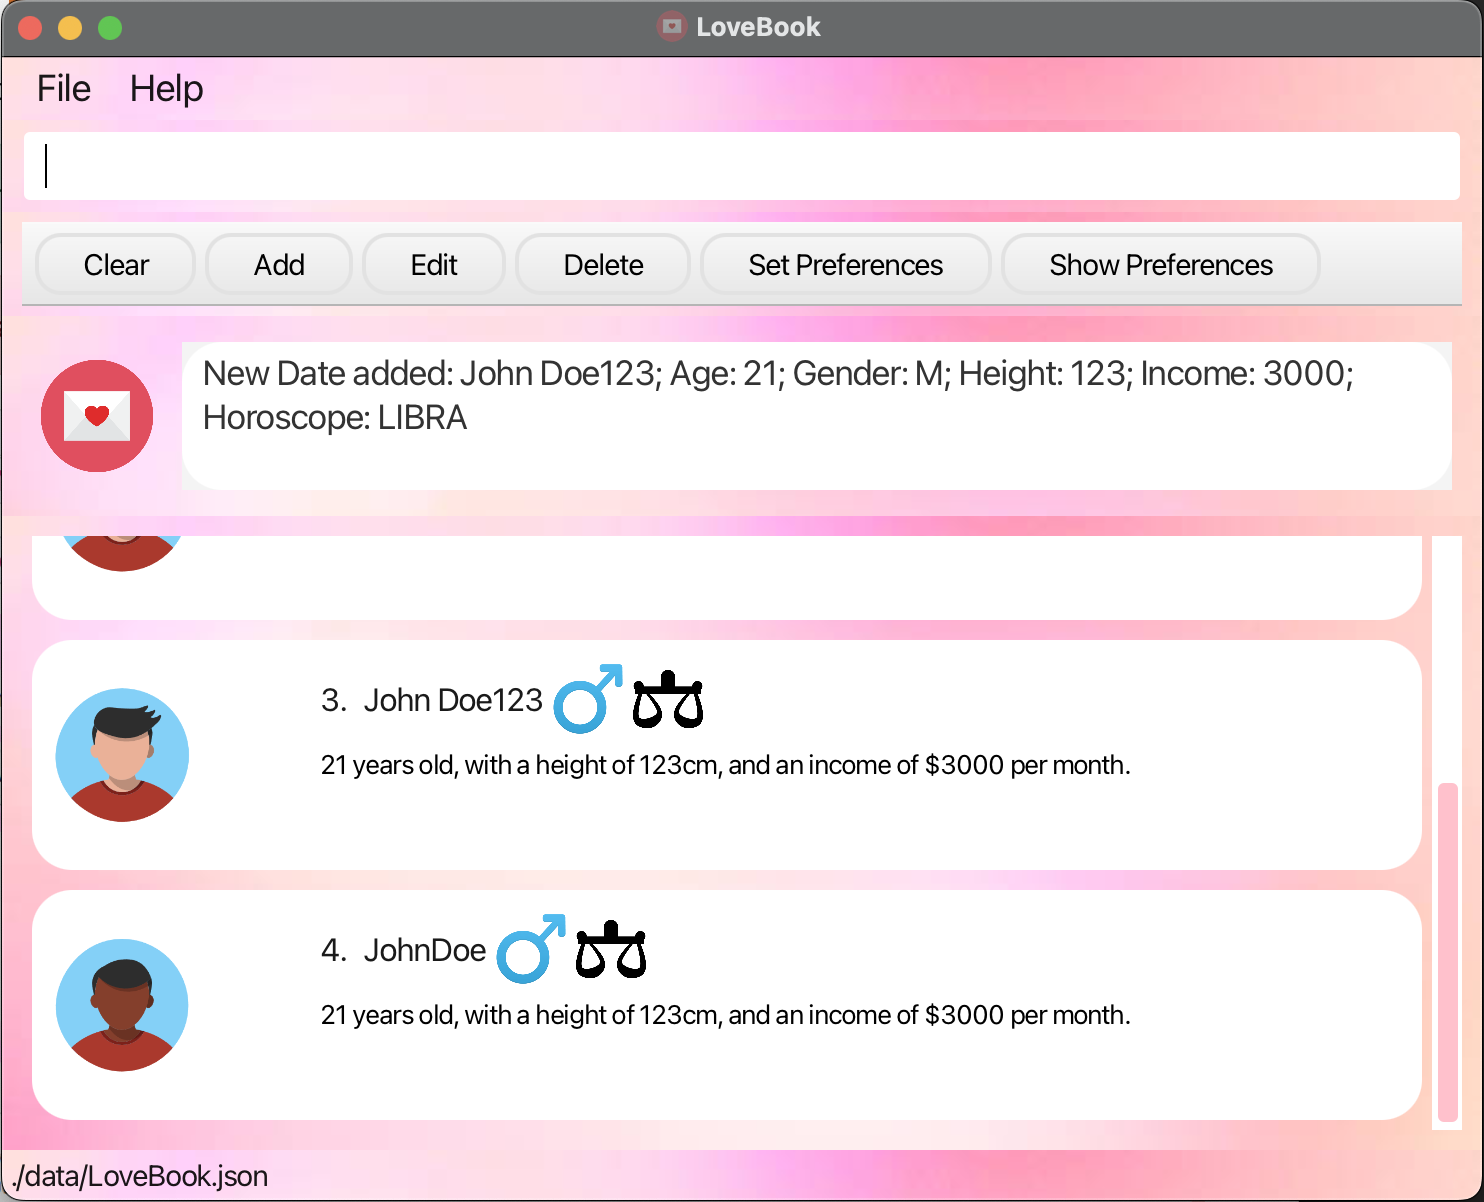 LoveBook
File Help
Clear Add Edit Delete Set Preferences Show Preferences
New Date added: John Doe123; Age: 21; Gender: M; Height: 123; Income: 3000;
Horoscope: LIBRA
3. John Doe123
21 years old, with a height of 123cm, and an income of $3000 per month.
4. JohnDoe
21 years old, with a height of 123cm, and an income of $3000 per month.
./data/LoveBook.json